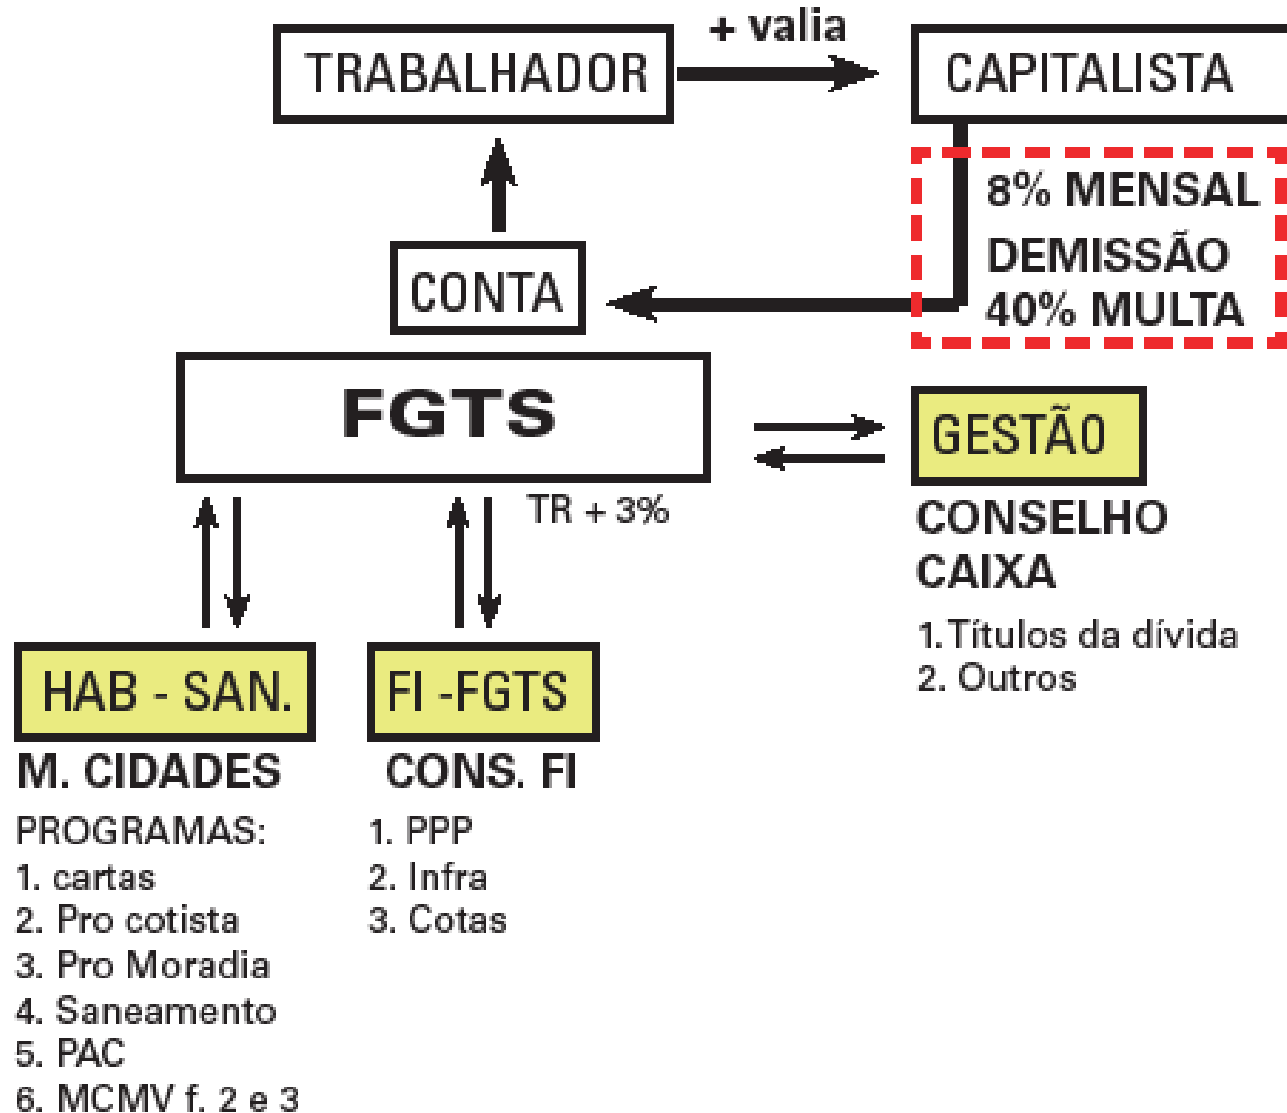 + valia
TRABALHADOR
CAPITALISTA
8% MENSAL
DEMISSÃO
40% MULTA
CONTA
FGTS
GESTÃO
TR + 3%
CONSELHO
CAIXA
1. Títulos da dívida
2. Outros
HAB - SAN.
M. CIDADES
PROGRAMAS:
1. cartas
2. Pro cotista
3. Pro Moradia
4. Saneamento
5. PAC
6. MCMV f. 2 e 3
FI -FGTS
CONS. FI
1. PPP
2. Infra
3. Cotas